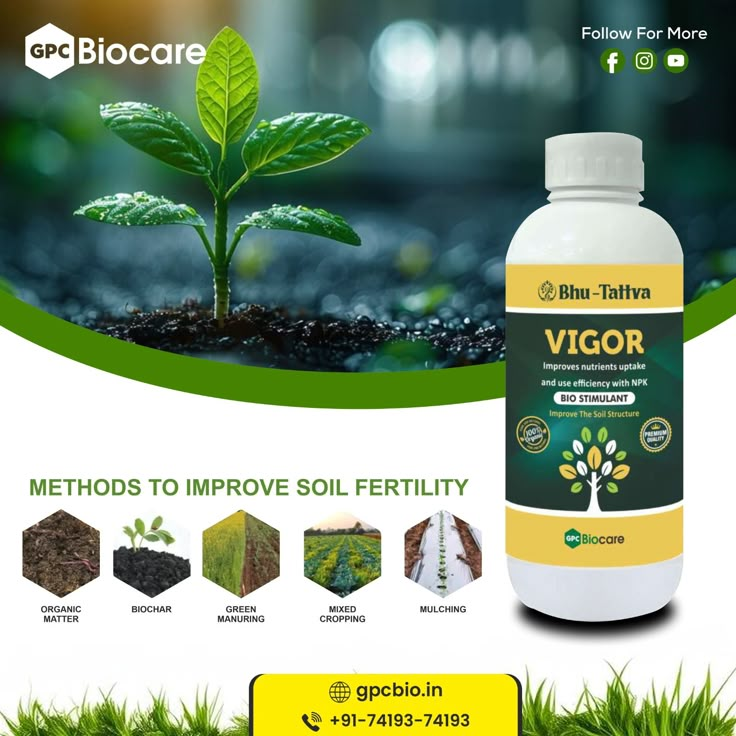 GPC Biocare
Follow For More
Bhu-Tattva
VIGOR
Improves nutrients uptake
and use efficiency with NPK
BIO STIMULANT
Improve The Soil Structure
100%
Organic
PREMIUM
QUALITY
GPC Biocare
METHODS TO IMPROVE SOIL FERTILITY
ORGANIC
MATTER
BIOCHAR
GREEN
MANURING
MIXED
CROPPING
MULCHING
gpcbio.in
+91-74193-74193